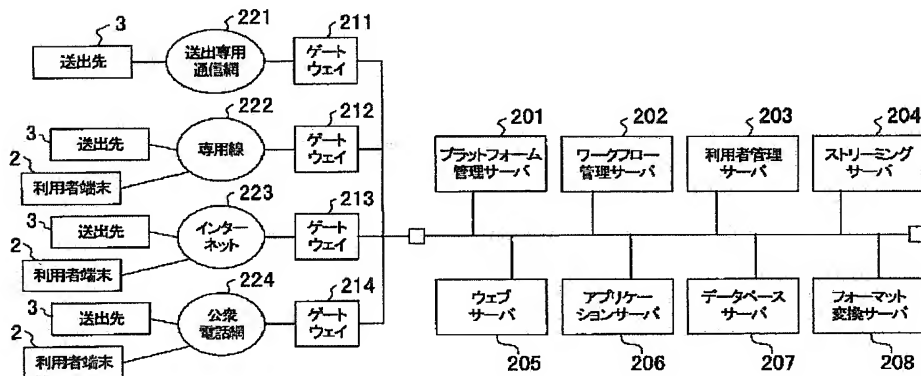 3
送出先
221
送出専用
通信網
211
ゲート
ウェイ
3
送出先
2
利用者端末
222
専用線
212
ゲート
ウェイ
3
送出先
2
利用者端末
223
インター
ネット
213
ゲート
ウェイ
3
送出先
2
利用者端末
224
公衆
電話網
214
ゲート
ウェイ
201
プラットフォーム
管理サーバ
202
ワークフロー
管理サーバ
203
利用者管理
サーバ
204
ストリーミング
サーバ
ウェブ
サーバ
205
アプリケー
ションサーバ
206
データベース
サーバ
207
フォーマット
変換サーバ
208